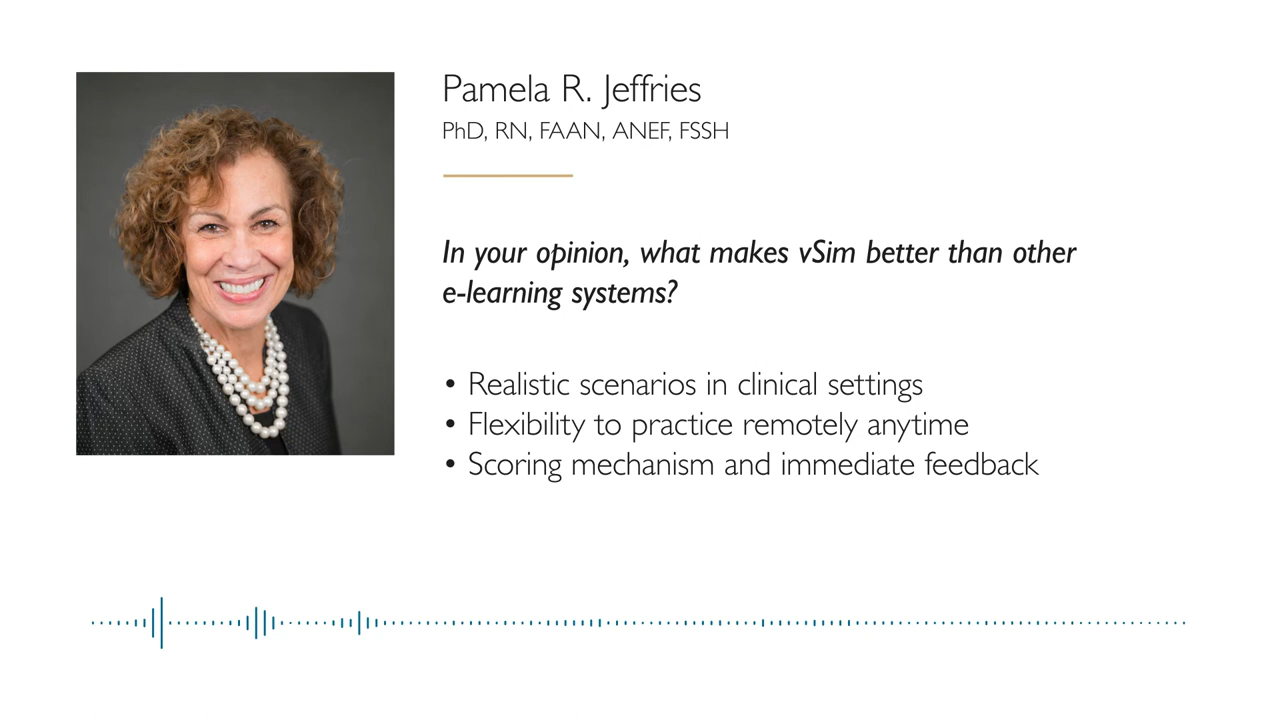 Pamela R. Jeffries
PhD, RN, FAAN, ANEF, FSSH
In your opinion, what makes vSim better than other
e-learning systems?
• Realistic scenarios in clinical settings
• Flexibility to practice remotely anytime
• Scoring mechanism and immediate feedback